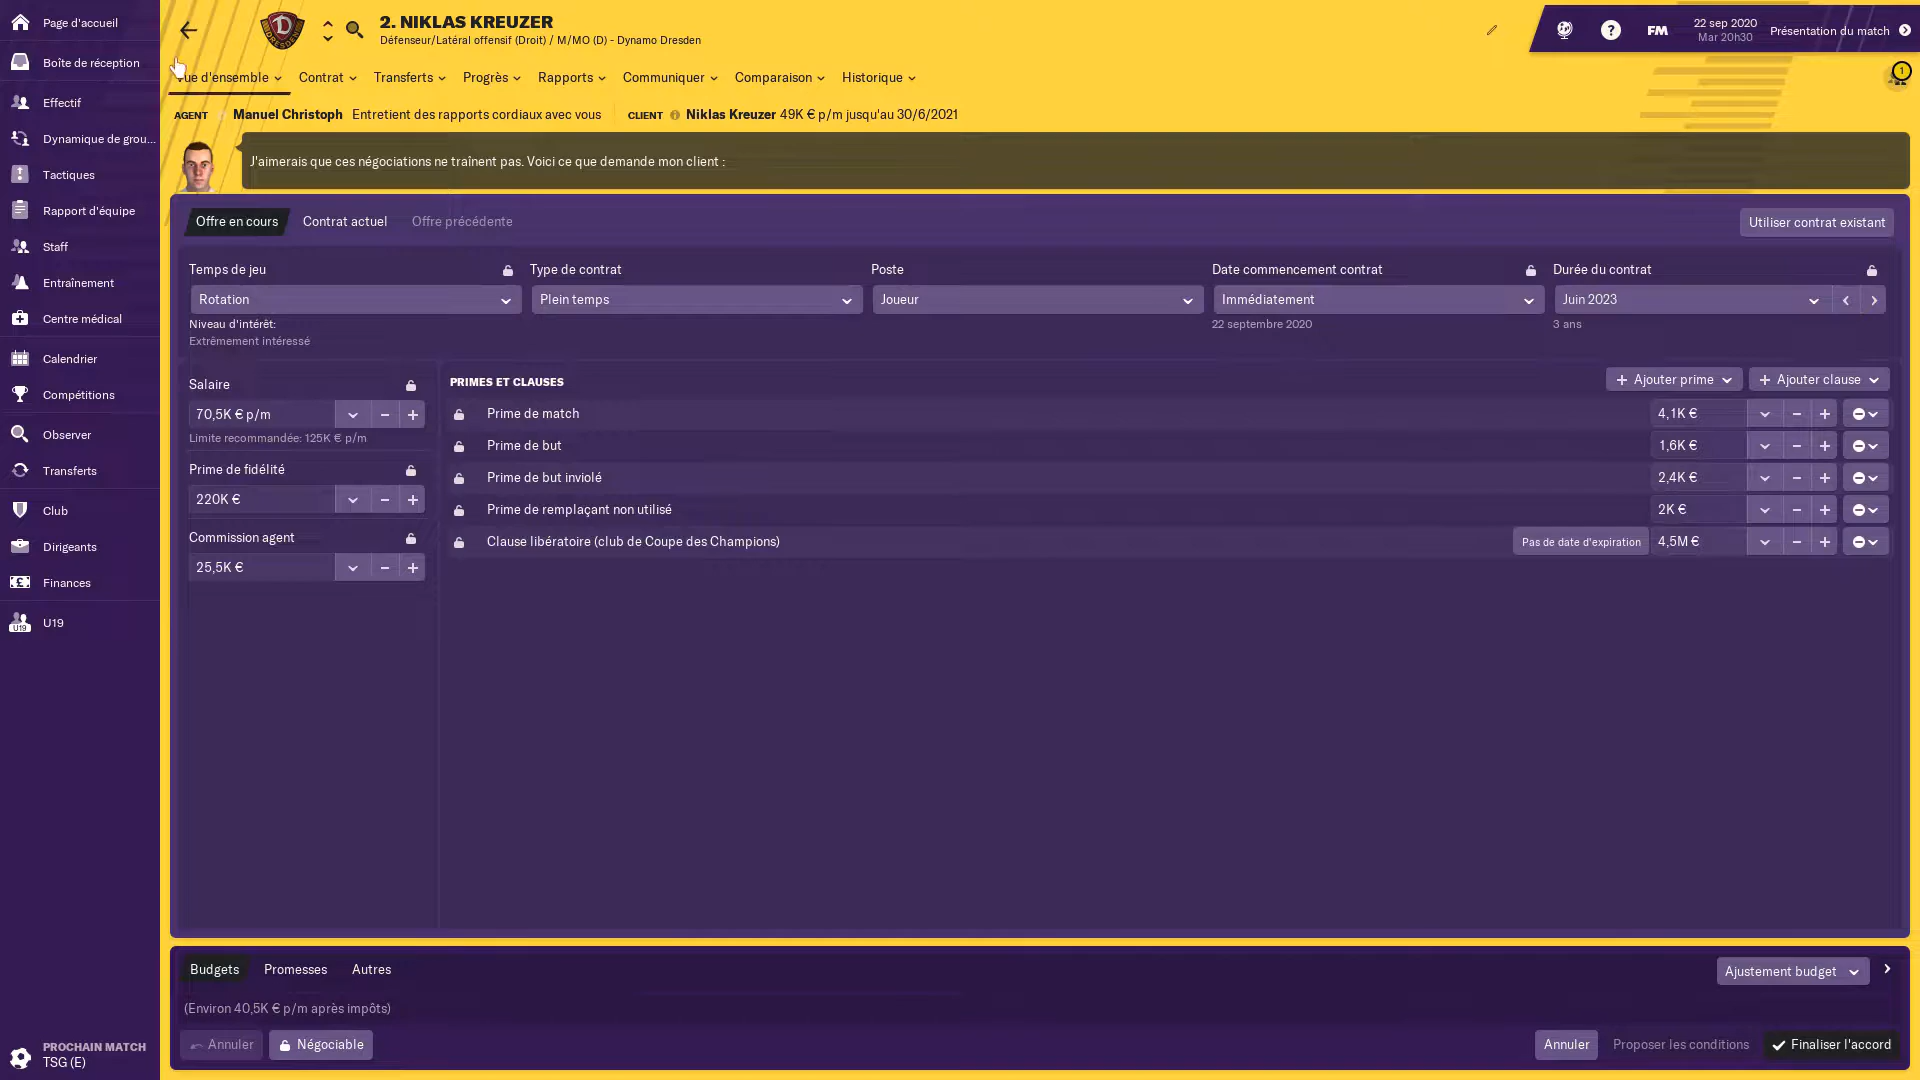 Page d'accueil
Boîte de réception
Effectif
Dynamique de grou...
Tactiques
Rapport d'équipe
Staff
Entraînement
Centre médical
Calendrier
Compétitions
Observer
Transferts
Club
Dirigeants
Finances
U19
U19
PROCHAIN MATCH
TSG (E)
2. NIKLAS KREUZER
Défenseur/Latéral offensif (Droit) / M/MO (D) - Dynamo Dresden
FM
22 sep 2020
Mar 20h30
Présentation du match
1
ue d'ensemble Contrat Transferts Progrès Rapports Communiquer Comparaison Historique
AGENT Manuel Christoph Entretient des rapports cordiaux avec vous CLIENT Niklas Kreuzer 49K € p/m jusqu'au 30/6/2021
J'aimerais que ces négociations ne traînent pas. Voici ce que demande mon client :
Offre en cours Contrat actuel Offre précédente Utiliser contrat existant
Temps de jeu Type de contrat Poste Date commencement contrat Durée du contrat
Rotation Plein temps Joueur Immédiatement Juin 2023
Niveau d'intérêt: 22 septembre 2020 3 ans
Extrêmement intéressé
Salaire
70,5K € p/m
Limite recommandée: 125K € p/m
Prime de fidélité
220K €
Commission agent
25,5K €
PRIMES ET CLAUSES Ajouter prime Ajouter clause
Prime de match 4,1K €
Prime de but 1,6K €
Prime de but inviolé 2,4K €
Prime de remplaçant non utilisé 2K €
Clause libératoire (club de Coupe des Champions) Pas de date d'expiration 4,5M €
Budgets Promesses Autres Ajustement budget
(Environ 40,5K € p/m après impôts)
Annuler Négociable Annuler Proposer les conditions Finaliser l'accord